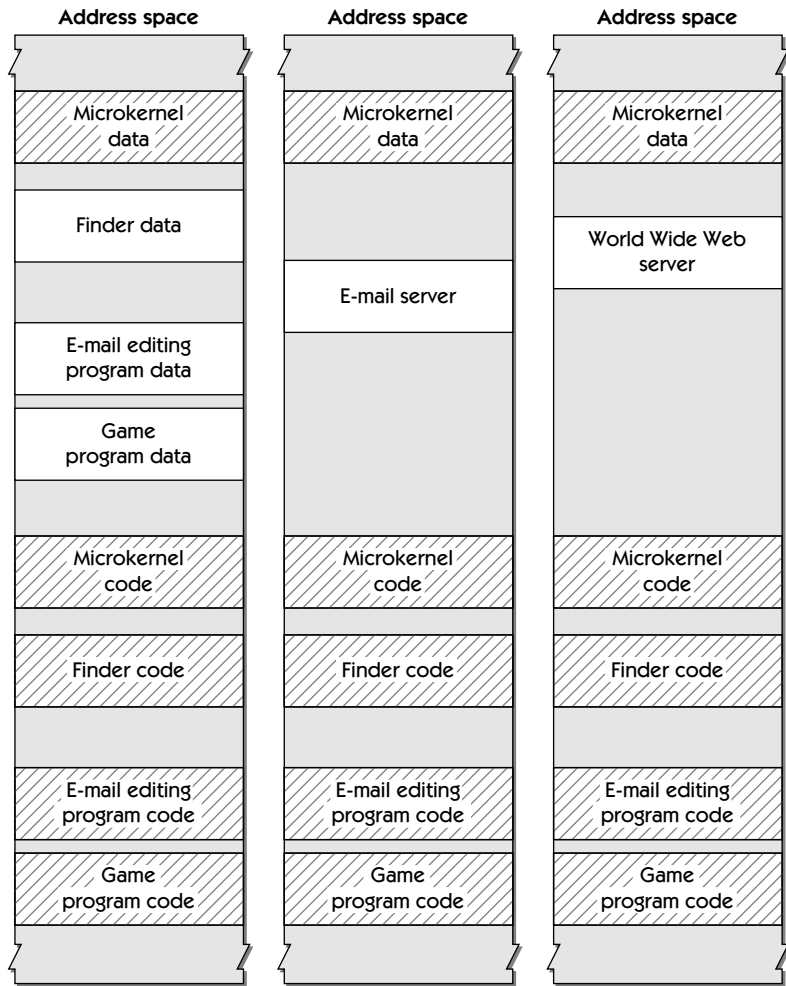 Address space
Microkernel
data
Finder data
E-mail editing
program data
Game
program data
Microkernel
code
Finder code
E-mail editing
program code
Game
program code
Address space
Microkernel
data
E-mail server
Microkernel
code
Finder code
E-mail editing
program code
Game
program code
Address space
Microkernel
data
World Wide Web
server
Microkernel
code
Finder code
E-mail editing
program code
Game
program code